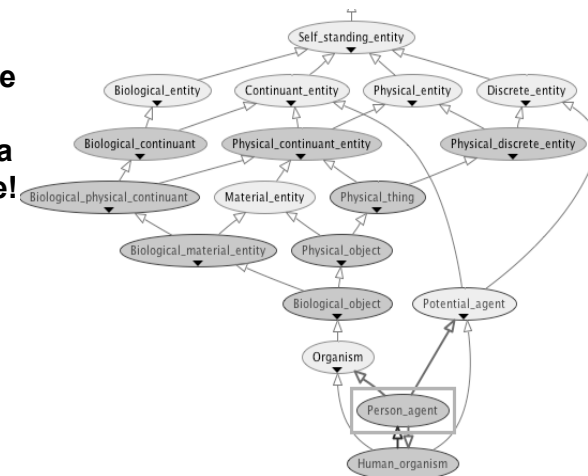 Self_standing_entity
e
Biological_entity Continuant_entity Physical_entity Discrete_entity
a
Biological_continuant Physical_continuant_entity Physical_discrete_entity
e!
Biological_physical_continuant Material_entity Physical_thing
Biological_material_entity Physical_object
Biological_object Potential_agent
Organism
Person_agent
Human_organism